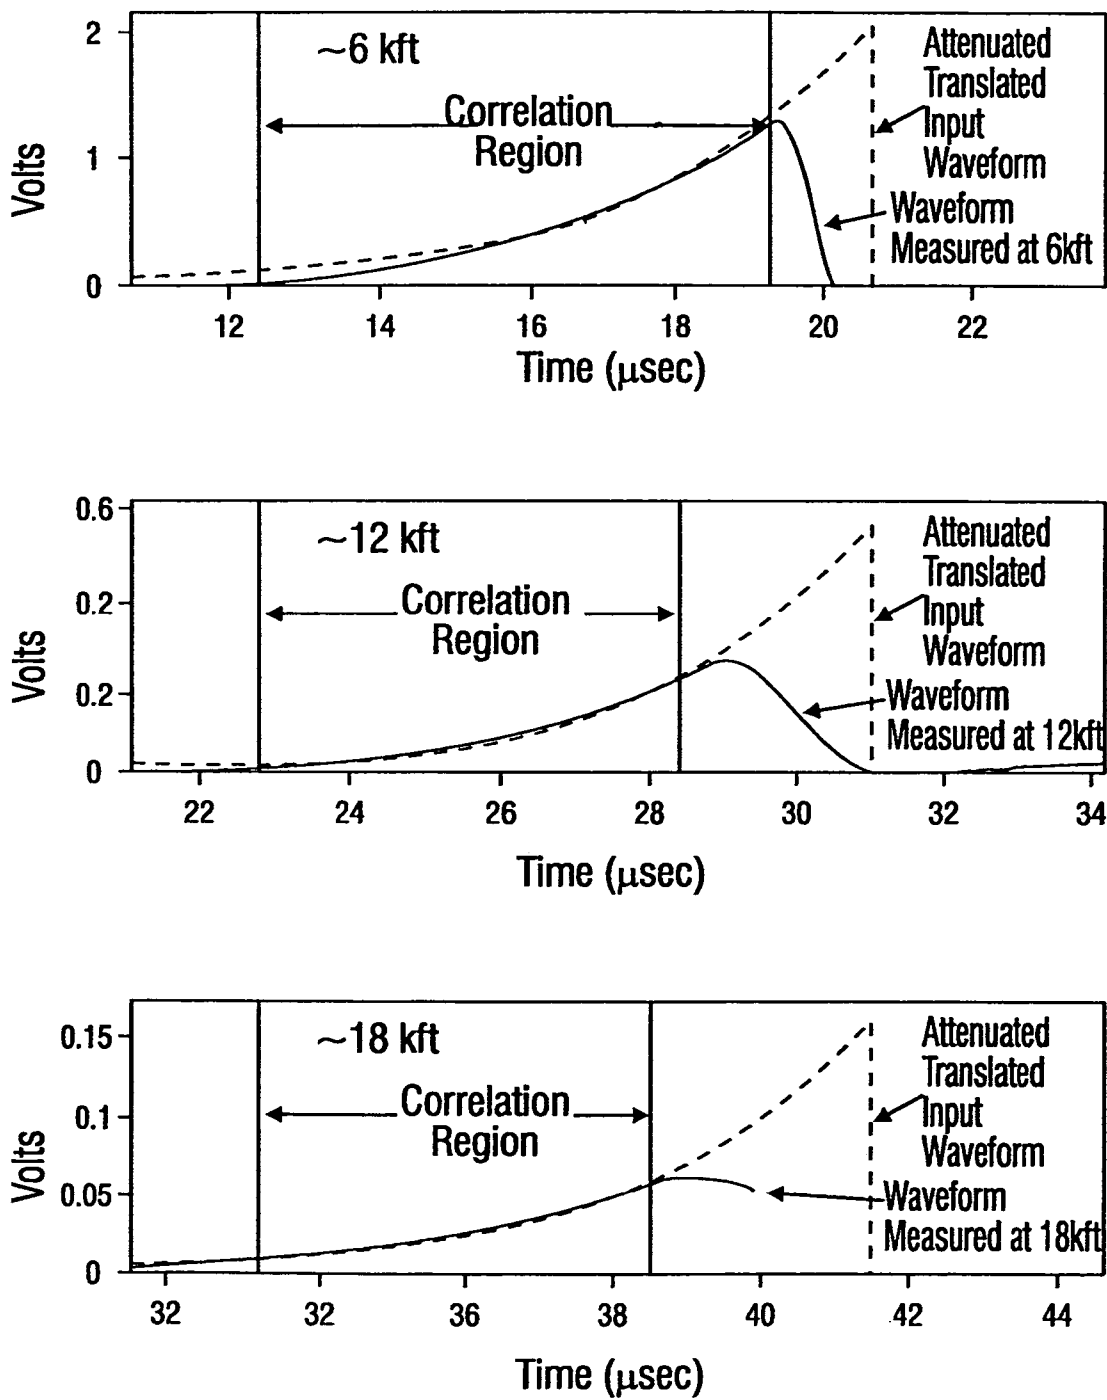 2
~6 kft
Attenuated
Translated
Input
Waveform
Correlation
Region
1
Volts
Waveform
Measured at 6kft
0
12 14 16 18 20 22
Time (μsec)
0.6
~12 kft
Attenuated
Translated
Input
Waveform
0.2
Correlation
Region
Volts
0.2
Waveform
Measured at 12kft
0
22 24 26 28 30 32 34
Time (μsec)
0.15
~18 kft
Attenuated
Translated
Input
Waveform
0.1
Correlation
Region
Volts
0.05
Waveform
Measured at 18kft
0
32 32 36 38 40 42 44
Time (μsec)